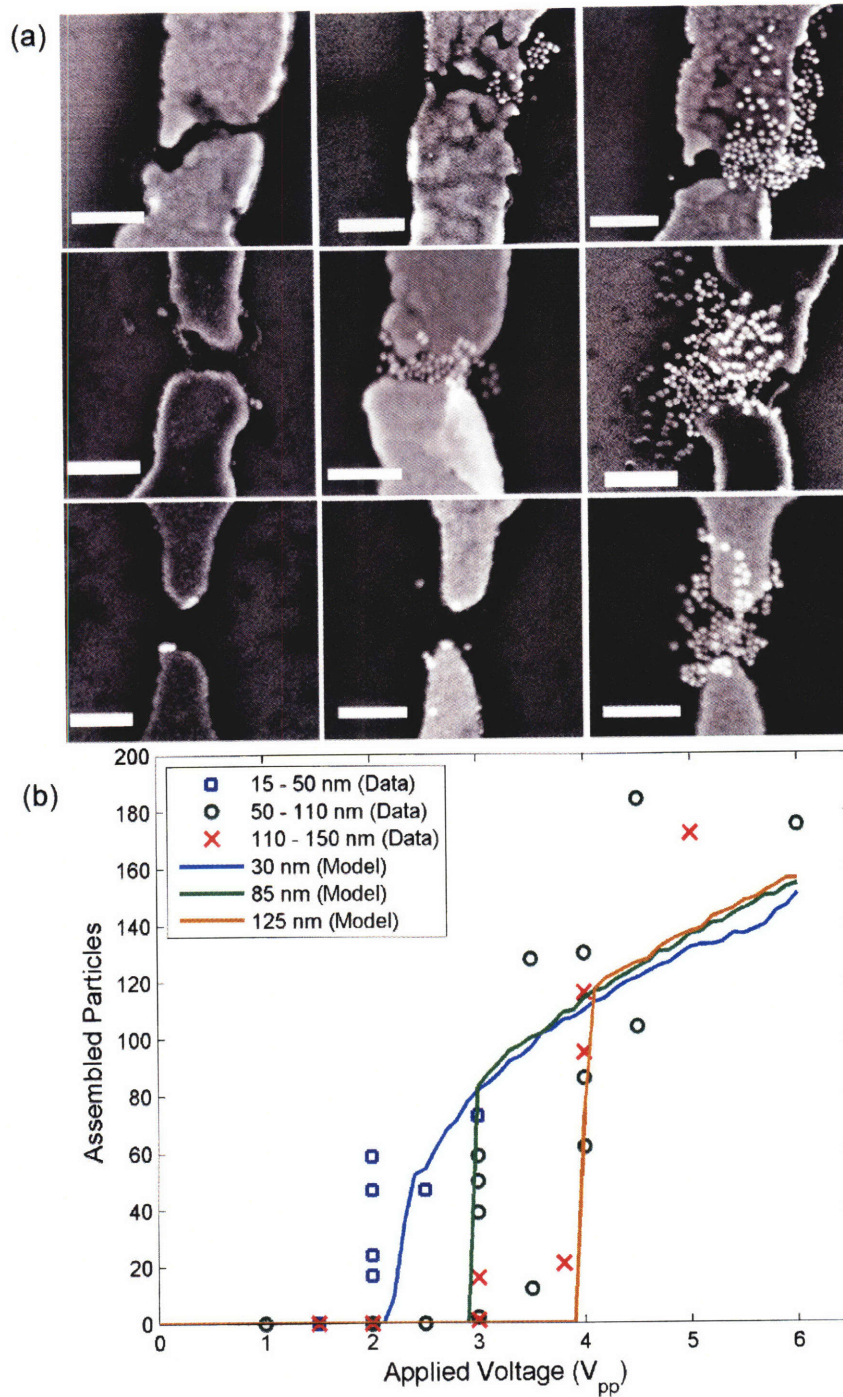 (a)
(b)
200
180
160
140
120
100
80
60
40
20
0
Assembled Particles
15 - 50 nm (Data)
50 - 110 nm (Data)
110 - 150 nm (Data)
30 nm (Model)
85 nm (Model)
125 nm (Model)
0 1 2 3 4 5 6
Applied Voltage (Vpp)